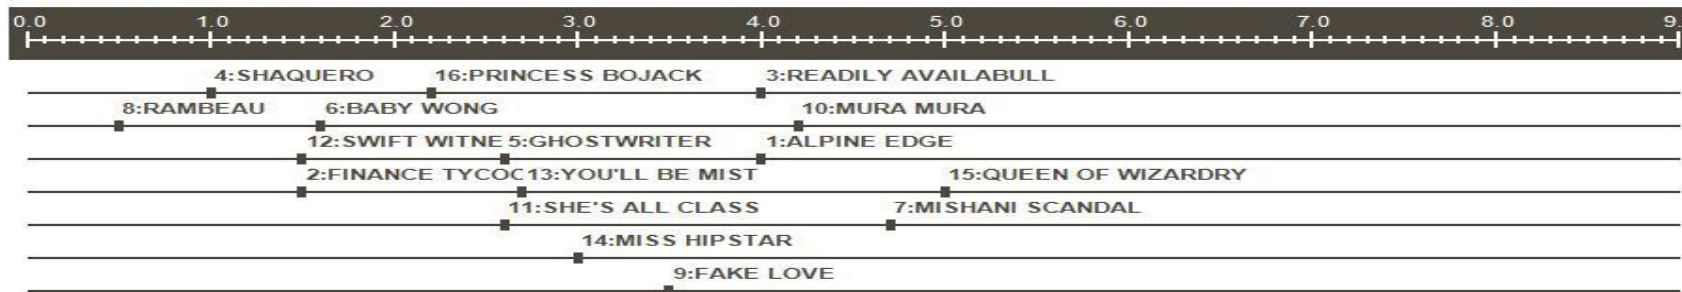 0.0 1.0 2.0 3.0 4.0 5.0 6.0 7.0 8.0 9.
4:SHAQUERO 16:PRINCESS BOJACK 3:READILY AVAILABULL
8:RAMBEAU 6:BABY WONG 10:MURA MURA
12:SWIFT WITNE 5:GHOSTWRITER 1:ALPINE EDGE
2:FINANCE TYCOC 13:YOU'LL BE MIST 15:QUEEN OF WIZARDRY
11:SHE'S ALL CLASS 7:MISHANI SCANDAL
14:MISS HIPSTAR
9:FAKE LOVE